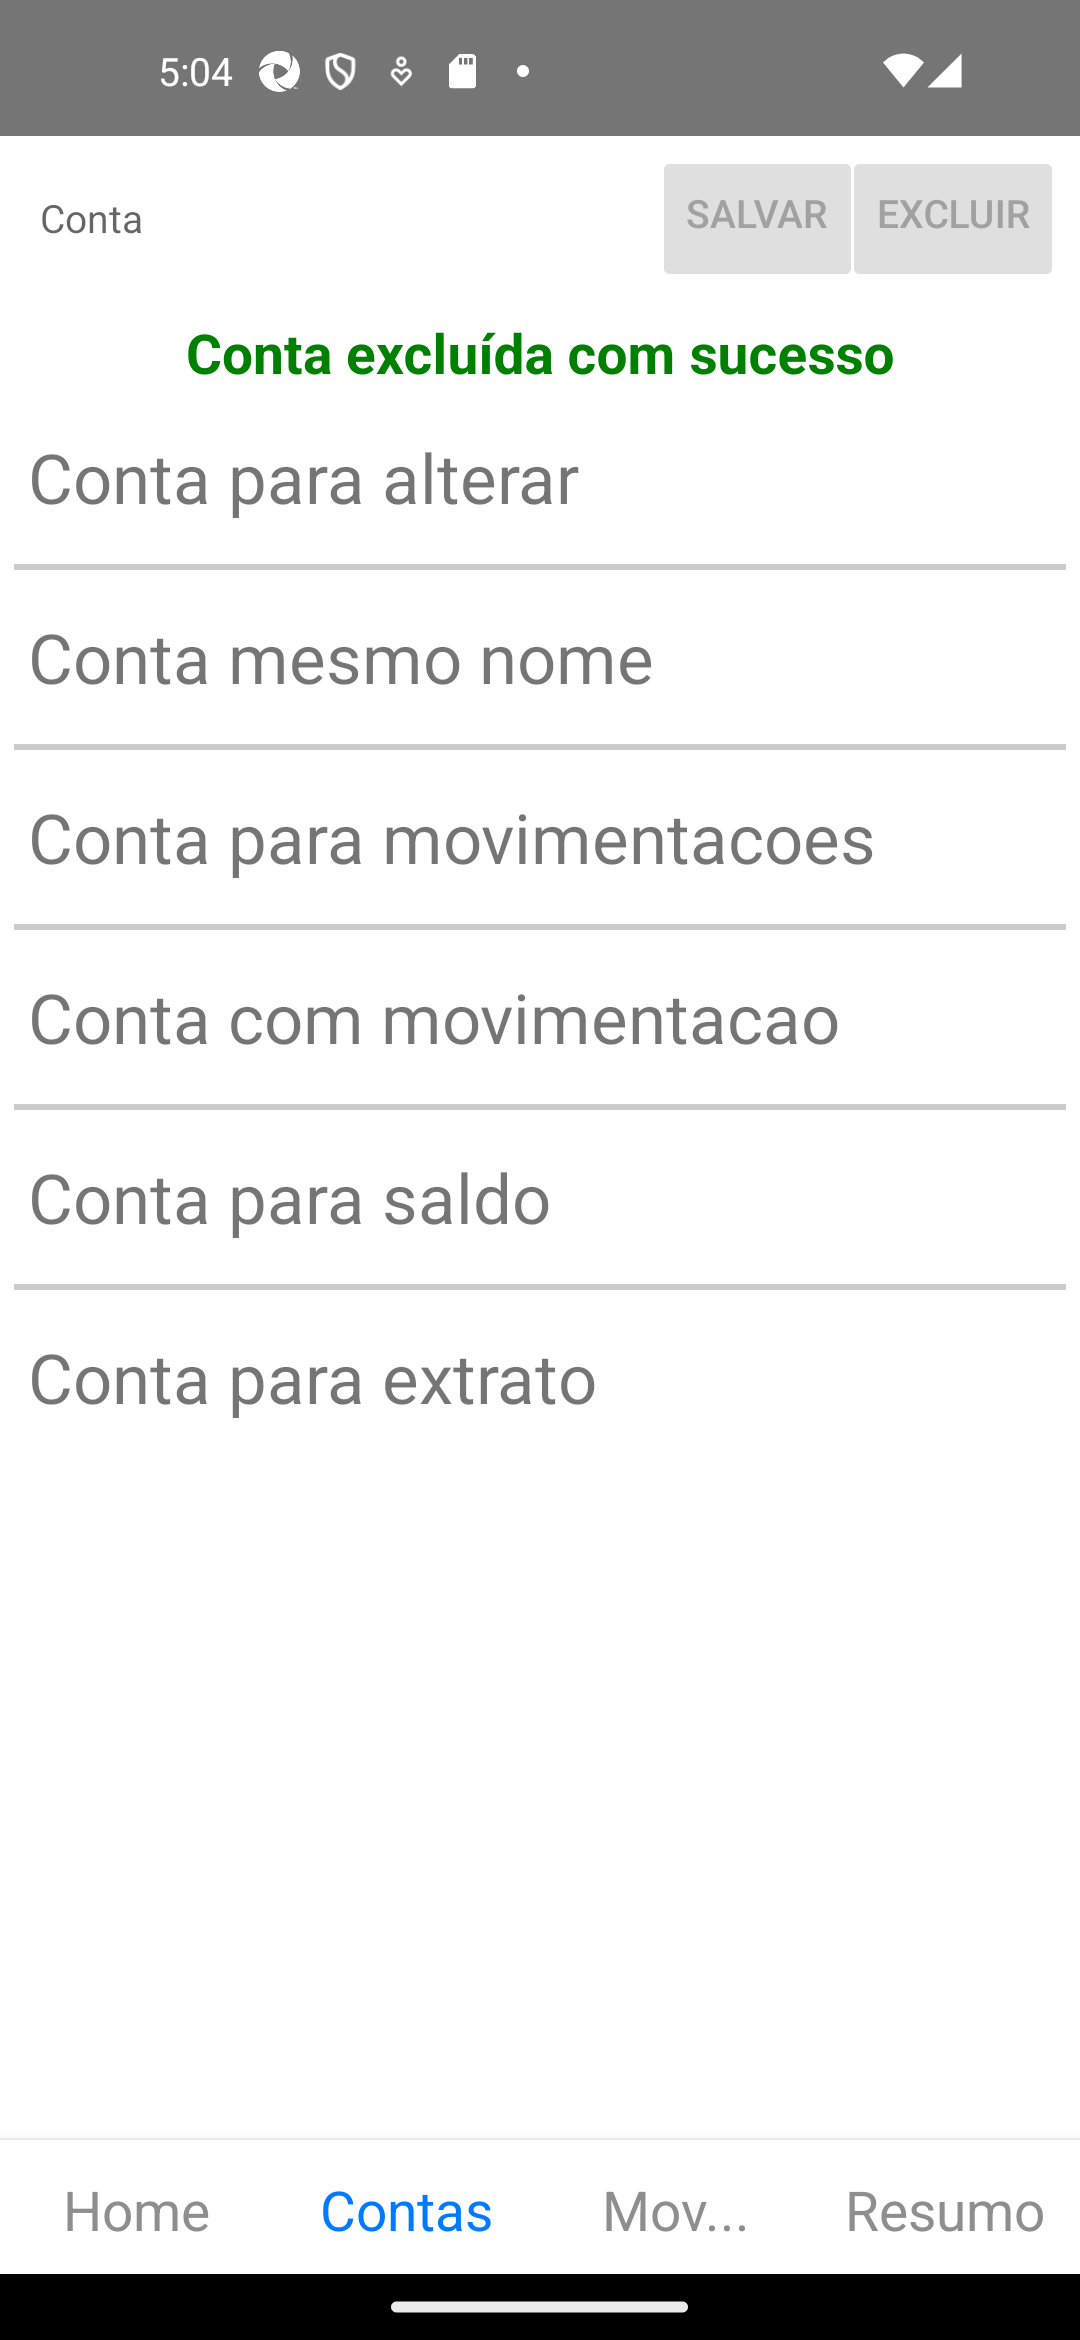 5:04
Conta
SALVAR EXCLUIR
Conta excluída com sucesso
Conta para alterar
Conta mesmo nome
Conta para movimentacoes
Conta com movimentacao
Conta para saldo
Conta para extrato
Home Contas Mov... Resumo